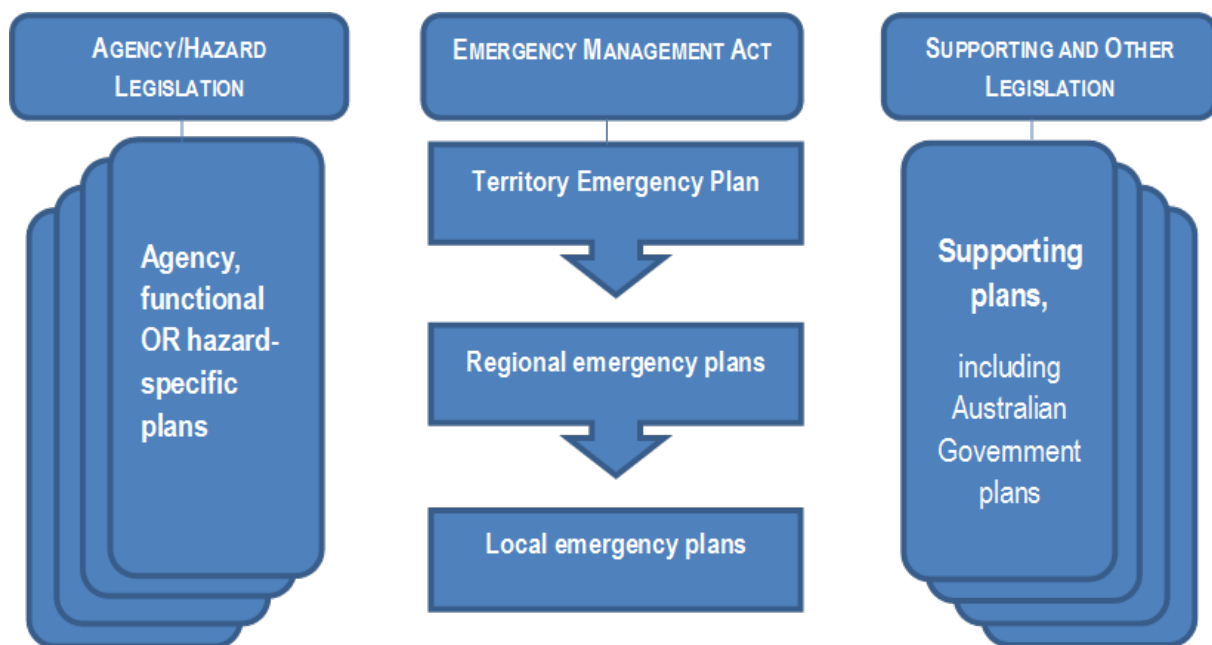 AGENCY/HAZARD
LEGISLATION
Agency,
functional
OR hazard-
specific
plans
EMERGENCY MANAGEMENT ACT
Territory Emergency Plan
Regional emergency plans
Local emergency plans
SUPPORTING AND OTHER
LEGISLATION
Supporting
plans,
including
Australian
Government
plans